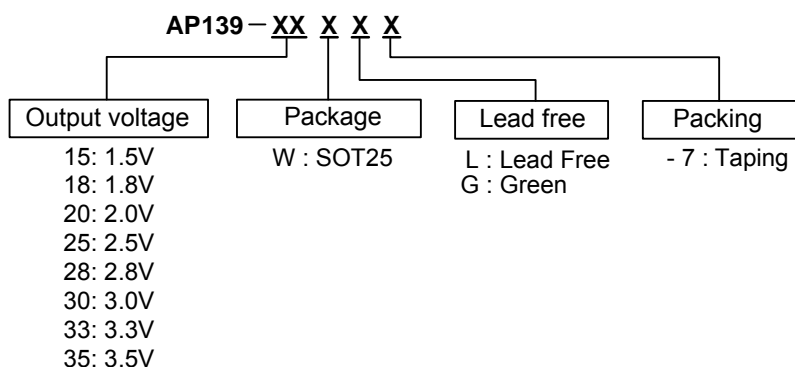 AP139 – XX X X X
Output voltage Package Lead free Packing
15: 1.5V W : SOT25 L : Lead Free - 7 : Taping
18: 1.8V G : Green
20: 2.0V
25: 2.5V
28: 2.8V
30: 3.0V
33: 3.3V
35: 3.5V